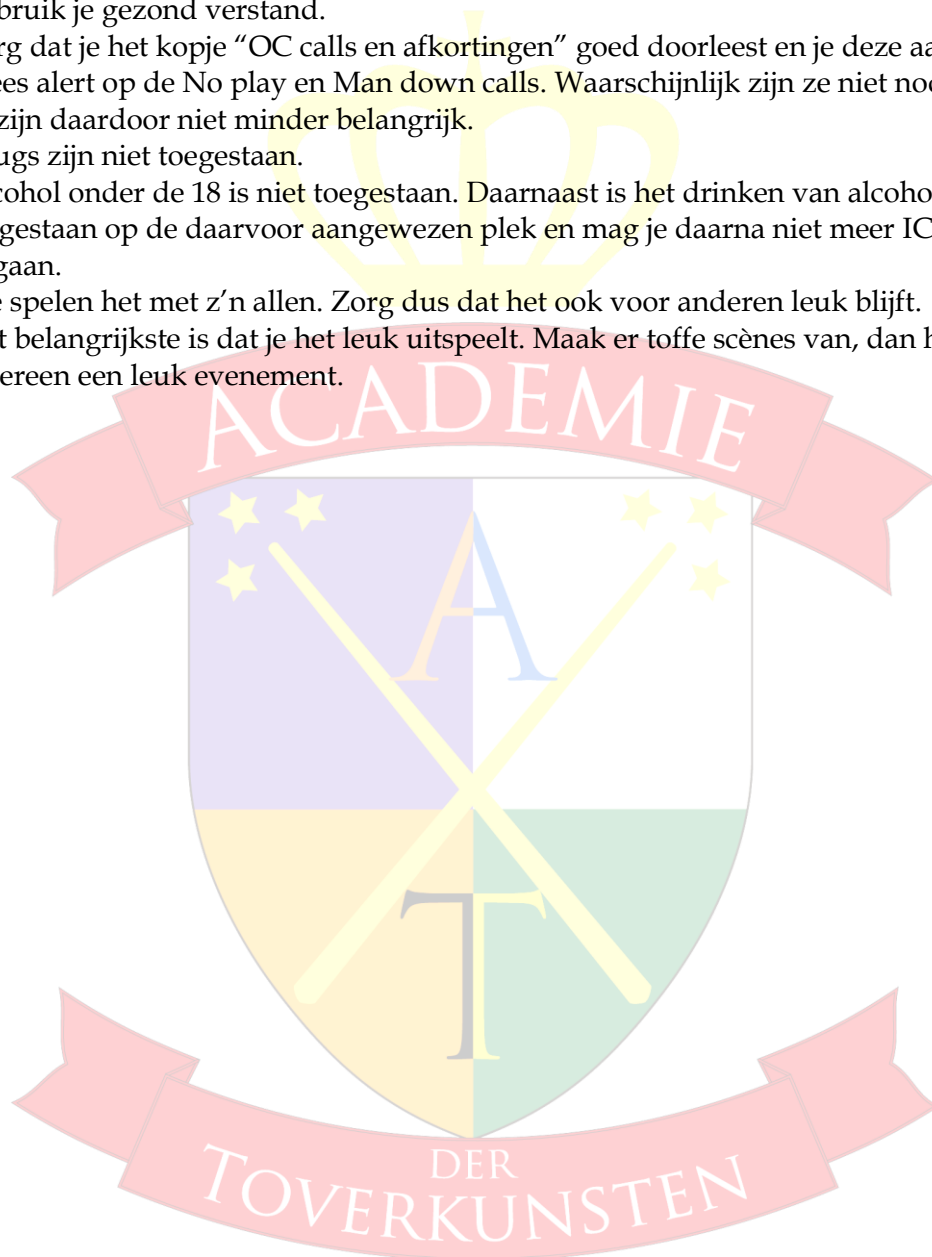 bruik je gezond verstand.
rg dat je het kopje “OC calls en afkortingen” goed doorleest en je deze aa
ees alert op de No play en Man down calls. Waarschijnlijk zijn ze niet noo
zijn daardoor niet minder belangrijk.
ugs zijn niet toegestaan.
cohol onder de 18 is niet toegestaan. Daarnaast is het drinken van alcoho
egestaan op de daarvoor aangewezen plek en mag je daarna niet meer IC
gaan.
e spelen het met z’n allen. Zorg dus dat het ook voor anderen leuk blijft.
t belangrijkste is dat je het leuk uitspeelt. Maak er toffe scènes van, dan h
ereen een leuk evenement.
ACADEMIE
A
T
DER
TOVERKUNSTEN